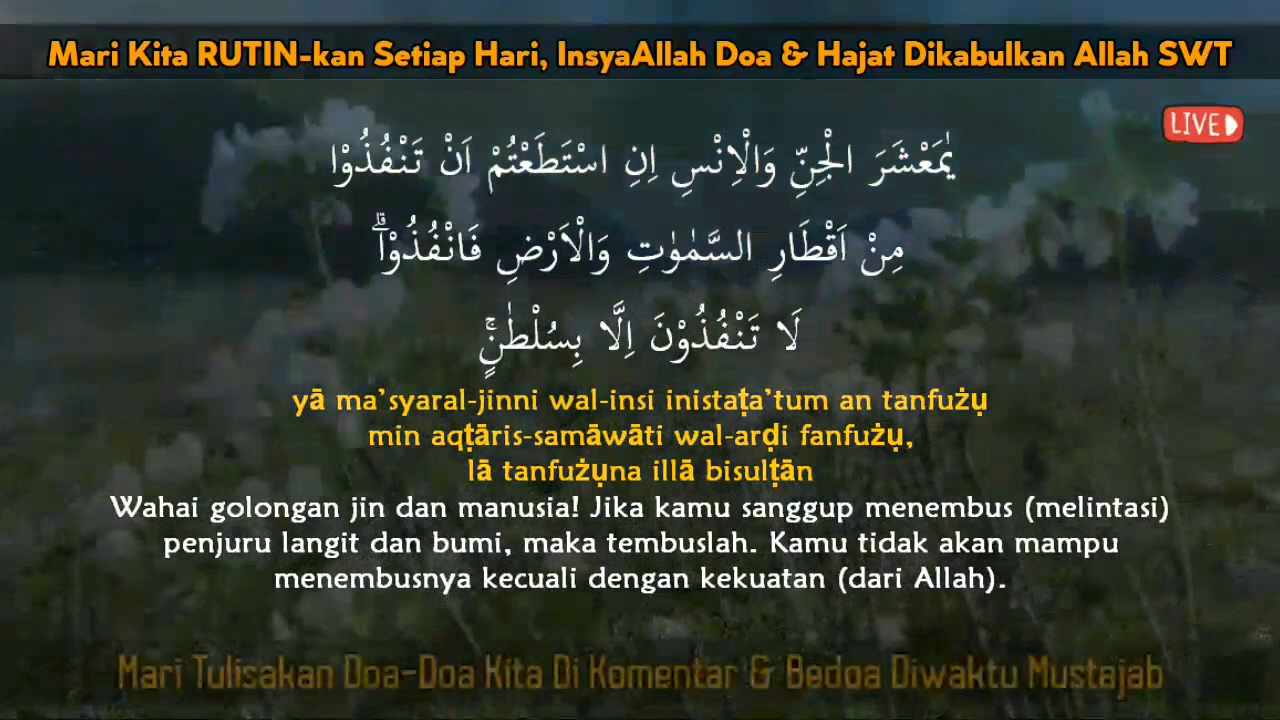 Mari Kita RUTIN-kan Setiap Hari, InsyaAllah Doa & Hajat Dikabulkan Allah SWT
LIVE
يٰمَعْشَرَ الْجِنِّ وَالْاِنْسِ اِنِ اسْتَطَعْتُمْ اَنْ تَنْفُذُوْا
مِنْ اَقْطَارِ السَّمٰوٰتِ وَالْاَرْضِ فَانْفُذُوْاۗ
لَا تَنْفُذُوْنَ اِلَّا بِسُلْطٰنٍۚ
yā ma’syaral-jinni wal-insi inistaṭa’tum an tanfużụ
min aqṭāris-samāwāti wal-arḍi fanfużụ,
lā tanfużụna illā bisulṭān
Wahai golongan jin dan manusia! Jika kamu sanggup menembus (melintasi)
penjuru langit dan bumi, maka tembuslah. Kamu tidak akan mampu
menembusnya kecuali dengan kekuatan (dari Allah).
Mari Tulisakan Doa-Doa Kita Di Komentar & Bedoa Diwaktu Mustajab